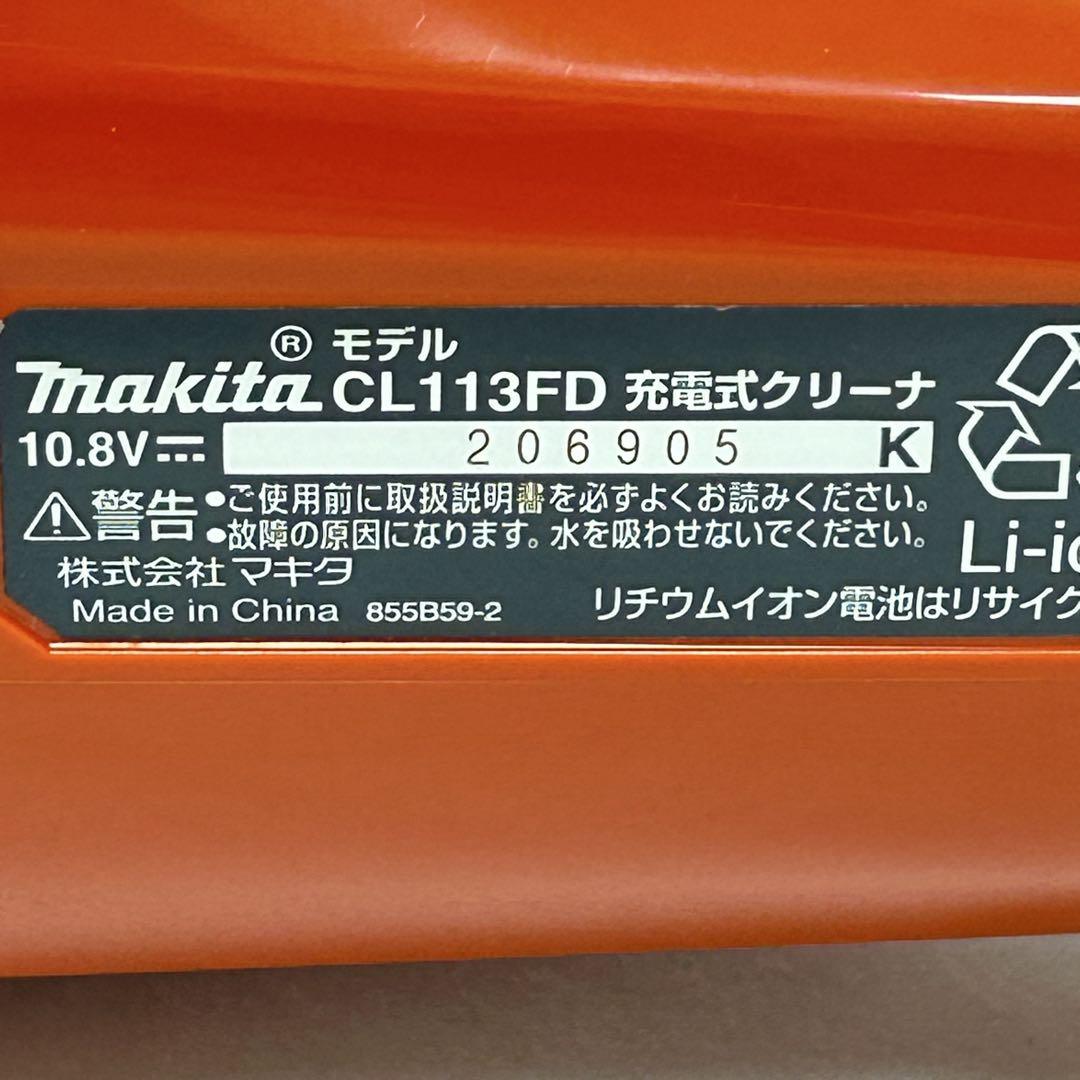 ® モデル
makita CL113FD 充電式クリーナ
10.8V 206905 K
警告 ●ご使用前に取扱説明書を必ずよくお読みください。
●故障の原因になります。水を吸わせないでください。
株式会社 マキタ
Made in China 855B59-2
Li-io
リチウムイオン電池はリサイク